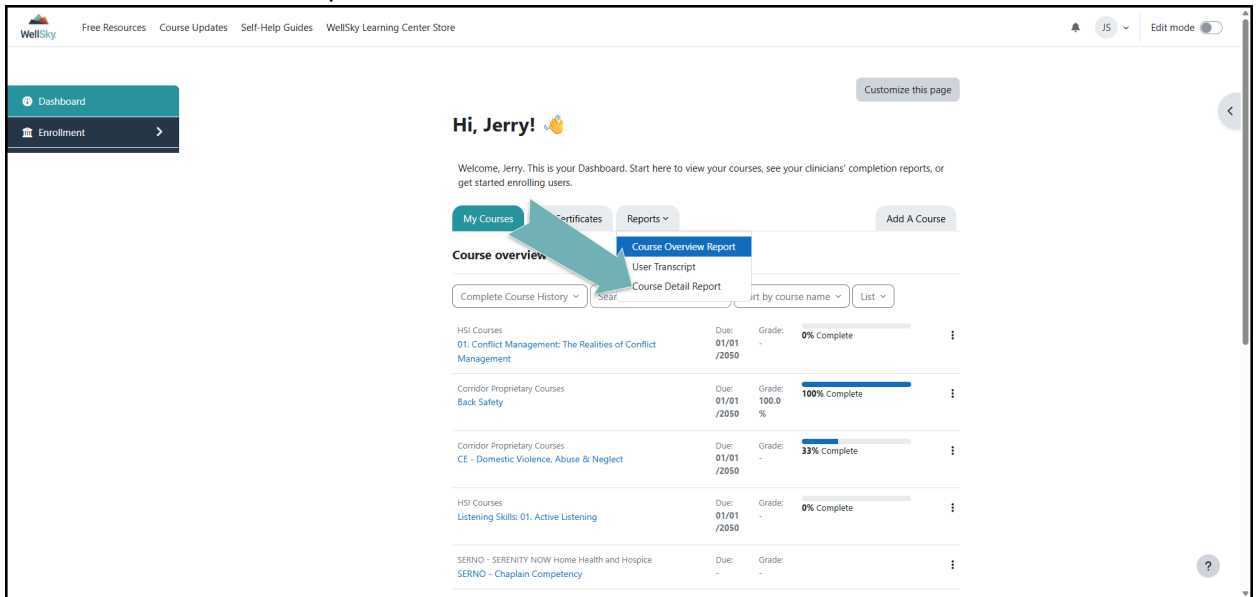 WellSky
Free Resources Course Updates Self-Help Guides WellSky Learning Center Store
JS Edit mode
Dashboard
Enrollment
Customize this page
Hi, Jerry! 👋
Welcome, Jerry. This is your Dashboard. Start here to view your courses, see your clinicians' completion reports, or
get started enrolling users.
My Courses Certificates Reports Add A Course
Course Overview Report
User Transcript
Course Detail Report
Course overview
Complete Course History Sear rt by course name List
HSI Courses
01. Conflict Management: The Realities of Conflict
Management
Due:
01/01
/2050
Grade:
-
0% Complete
Corridor Proprietary Courses
Back Safety
Due:
01/01
/2050
Grade:
100.0
%
100% Complete
Corridor Proprietary Courses
CE - Domestic Violence, Abuse & Neglect
Due:
01/01
/2050
Grade:
-
33% Complete
HSI Courses
Listening Skills: 01. Active Listening
Due:
01/01
/2050
Grade:
-
0% Complete
SERNO - SERENITY NOW Home Health and Hospice
SERNO - Chaplain Competency
Due:
-
Grade:
-
?